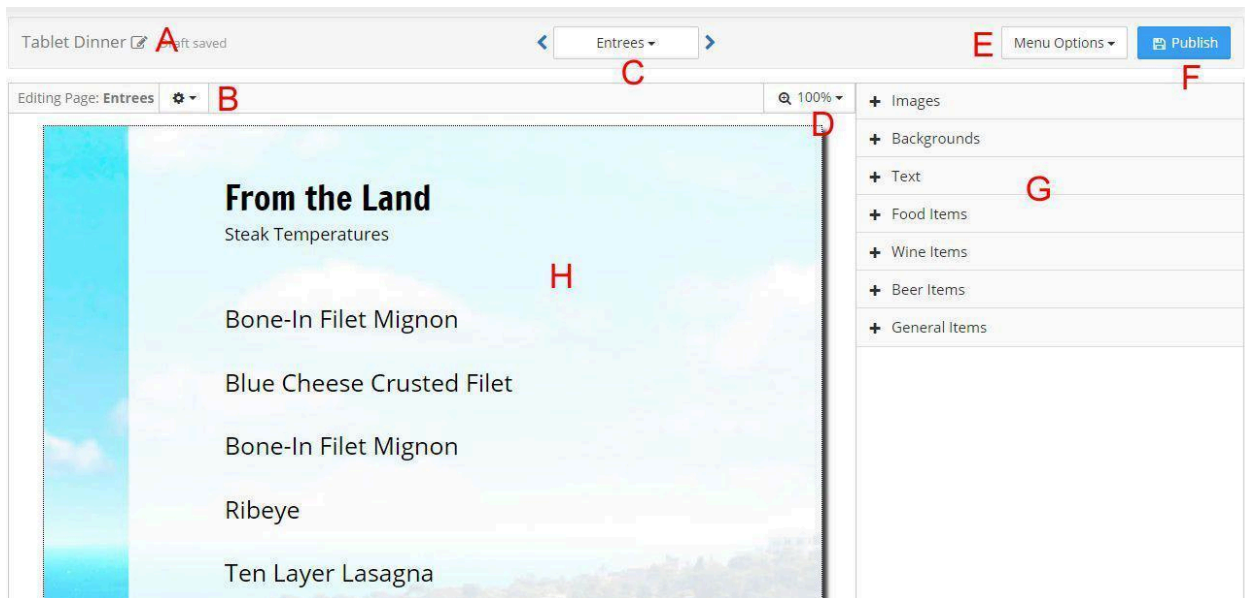 Tablet Dinner A Draft saved Entrees E Menu Options Publish
C F
Editing Page: Entrees B 100% Images
D
Backgrounds
Text G
From the Land
Food Items
Steak Temperatures
Wine Items
H
Beer Items
General Items
Bone-In Filet Mignon
Blue Cheese Crusted Filet
Bone-In Filet Mignon
Ribeye
Ten Layer Lasagna